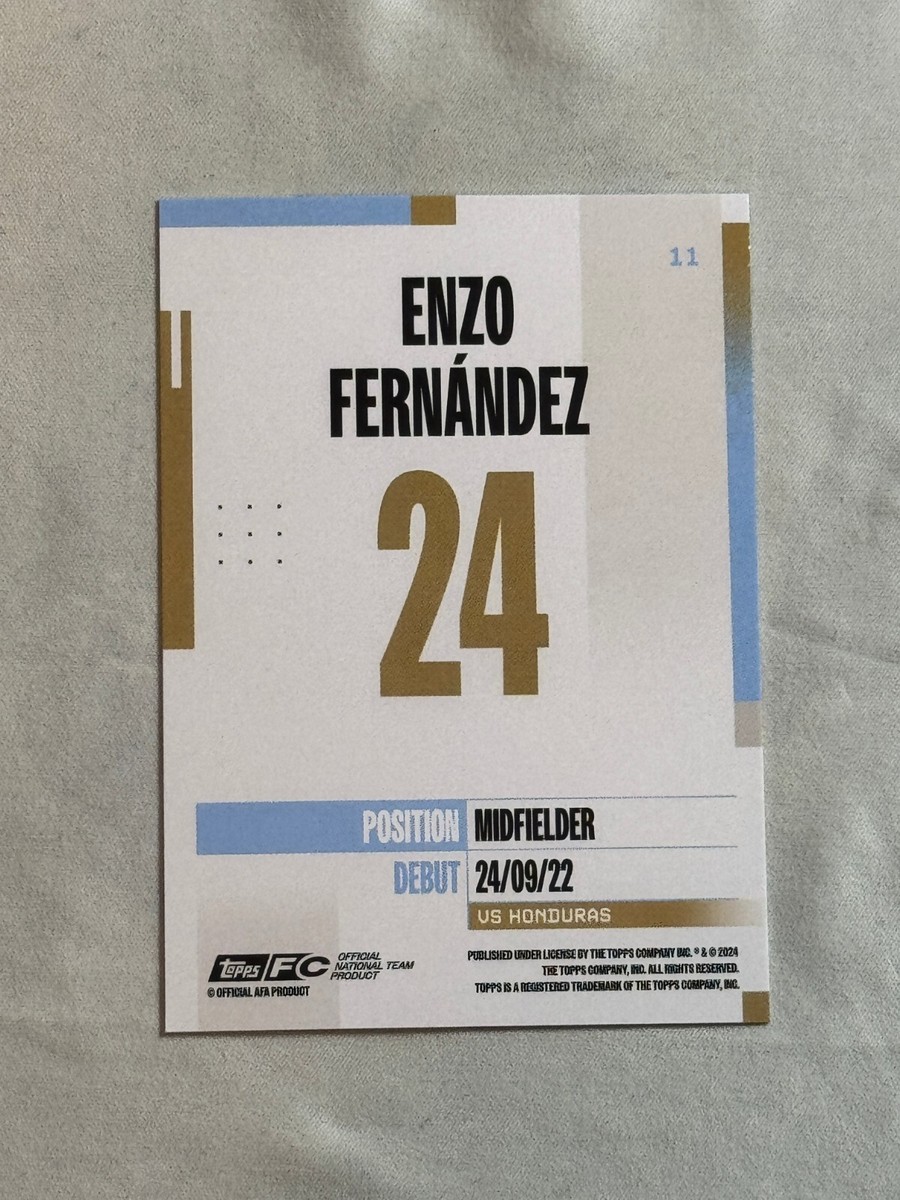 11
ENZO
FERNÁNDEZ
24
POSITION MIDFIELDER
DEBUT 24/09/22
VS HONDURAS
topps FC OFFICIAL
NATIONAL TEAM
PRODUCT
© OFFICIAL AFA PRODUCT
PUBLISHED UNDER LICENSE BY THE TOPPS COMPANY INC. ® & © 2024
THE TOPPS COMPANY, INC. ALL RIGHTS RESERVED.
TOPPS IS A REGISTERED TRADEMARK OF THE TOPPS COMPANY, INC.